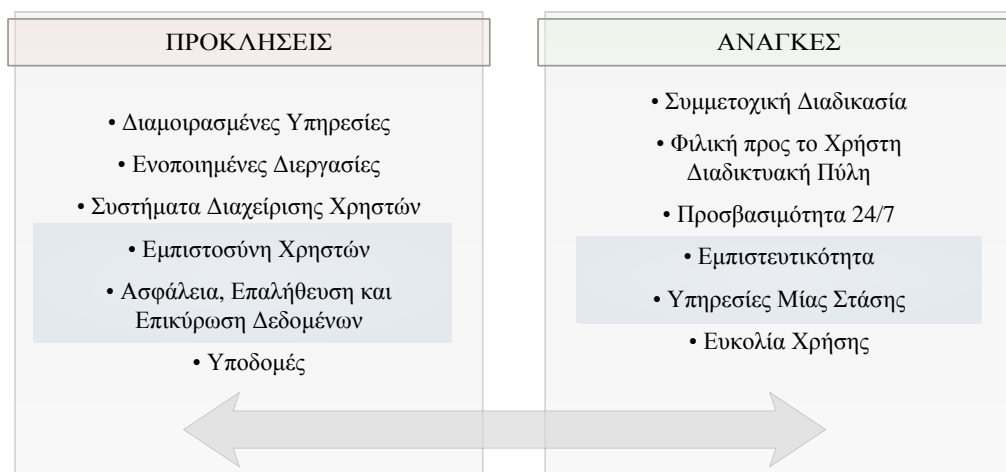 ΠΡΟΚΛΗΣΕΙΣ
• Διαμοιρασμένες Υπηρεσίες
• Ενοποιημένες Διεργασίες
• Συστήματα Διαχείρισης Χρηστών
• Εμπιστοσύνη Χρηστών
• Ασφάλεια, Επαλήθευση και
Επικύρωση Δεδομένων
• Υποδομές
ΑΝΑΓΚΕΣ
• Συμμετοχική Διαδικασία
• Φιλική προς το Χρήστη
Διαδικτυακή Πύλη
• Προσβασιμότητα 24/7
• Εμπιστευτικότητα
• Υπηρεσίες Μίας Στάσης
• Ευκολία Χρήσης